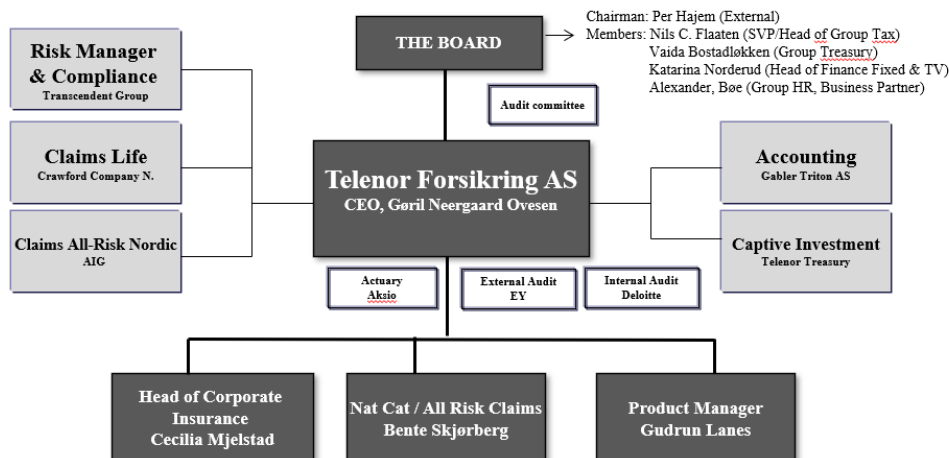 THE BOARD
Chairman: Per Hajem (External)
Members: Nils C. Flaaten (SVP/Head of Group Tax)
Vaida Bostadløkken (Group Treasury)
Katarina Norderud (Head of Finance Fixed & TV)
Alexander, Bøe (Group HR, Business Partner)
Risk Manager
& Compliance
Transcendent Group
Audit committee
Claims Life
Crawford Company N.
Telenor Forsikring AS
CEO, Gøril Neergaard Ovesen
Accounting
Gabler Triton AS
Claims All-Risk Nordic
AIG
Captive Investment
Telenor Treasury
Actuary
Aksio
External Audit
EY
Internal Audit
Deloitte
Head of Corporate
Insurance
Cecilia Mjelstad
Nat Cat / All Risk Claims
Bente Skjørberg
Product Manager
Gudrun Lanes